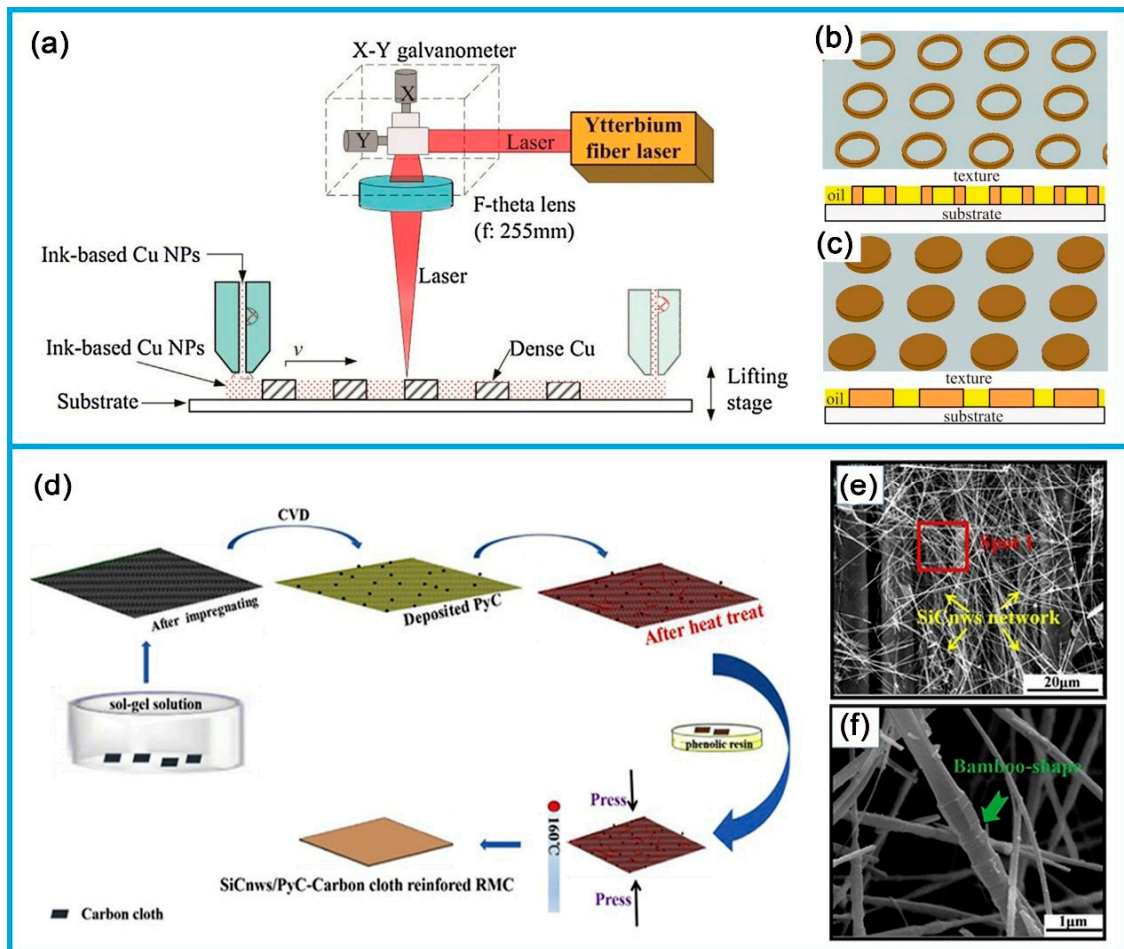 (a)
X-Y galvanometer
X
Y
Laser
Ytterbium
fiber laser
F-theta lens
(f: 255mm)
Ink-based Cu NPs
Laser
Ink-based Cu NPs
v
Dense Cu
Substrate
Lifting
stage
(b)
texture
oil
substrate
(c)
texture
oil
substrate
(d)
CVD
After impregnating
Deposited PyC
After heat treat
sol-gel solution
phenolic resin
Press
160℃
Press
SiCnws/PyC-Carbon cloth reinfored RMC
Carbon cloth
(e)
Spot 1
SiCnws network
20μm
(f)
Bamboo-shape
1μm